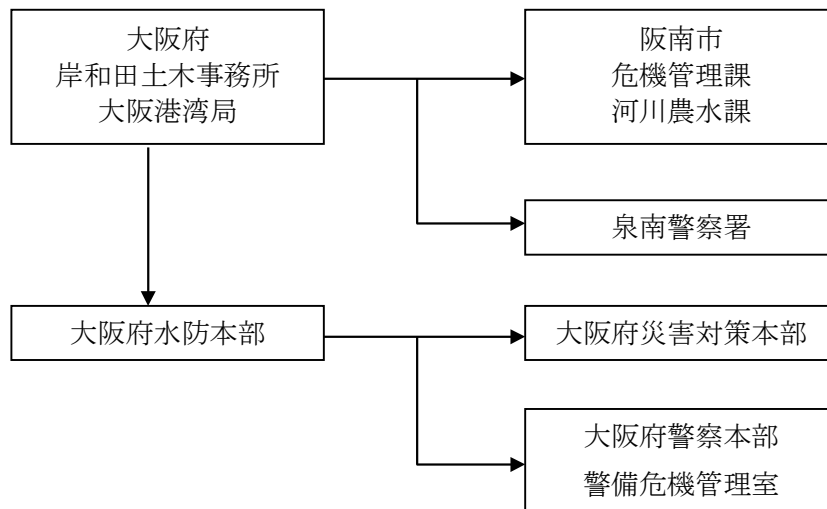 大阪府
岸和田土木事務所
大阪港湾局
阪南市
危機管理課
河川農水課
泉南警察署
大阪府水防本部
大阪府災害対策本部
大阪府警察本部
警備危機管理室